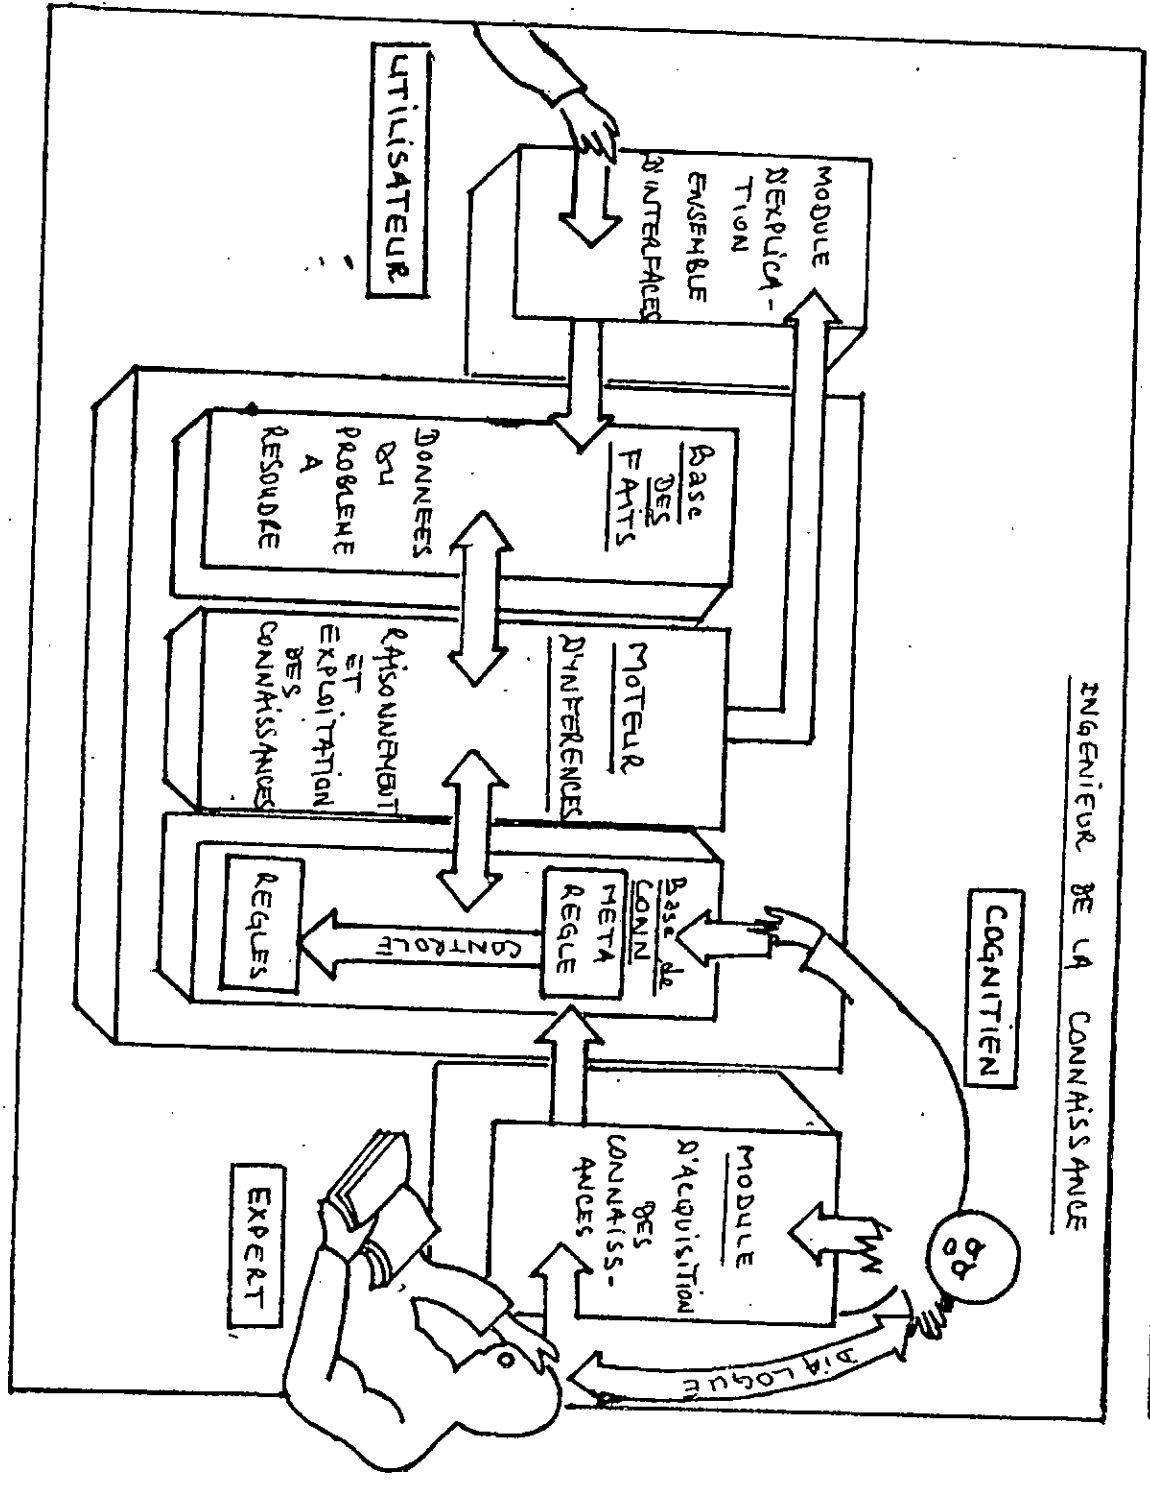 INGENIEUR DE LA CONNAISSANCE
COGNITIEN
MODULE
D'EXPLICA-
TION
ENSEMBLE
D'INTERFACES
UTILISATEUR
Base
DES
FAITS
DONNEES
DU
PROBLEME
A
RESOUDRE
MOTEUR
D'INFERENCES
RAISONNEMENT
ET
EXPLOITATION
DES
CONNAISSANCES
Base de
CONN
META
REGLE
CONTROLE
REGLES
MODULE
D'ACQUISITION
DES
CONNAISS-
ANCES
DIALOGUE
EXPERT